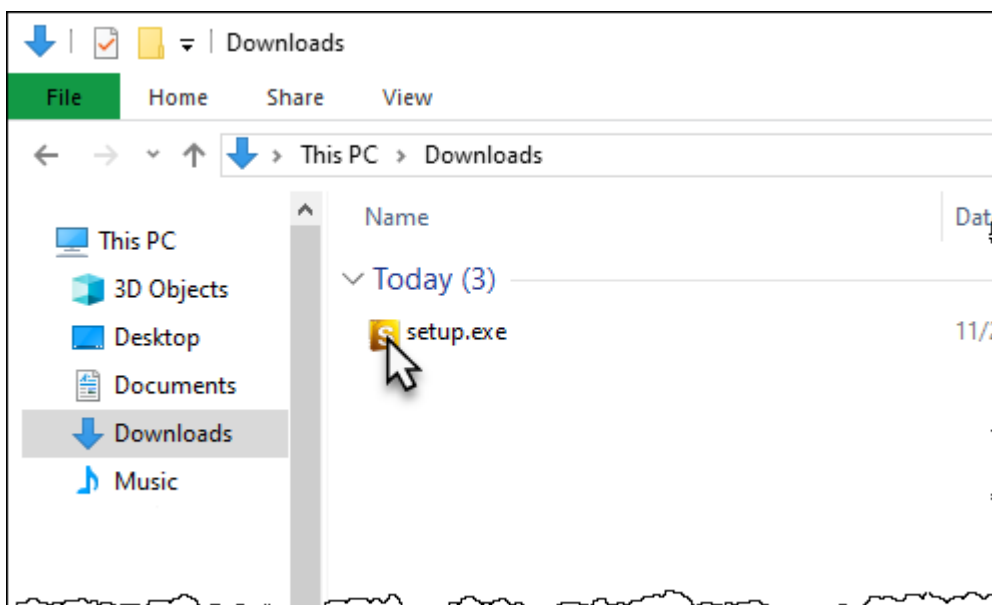 Downloads
File Home Share View
This PC > Downloads
Name
This PC
3D Objects
Desktop
Documents
Downloads
Music
Today (3)
setup.exe